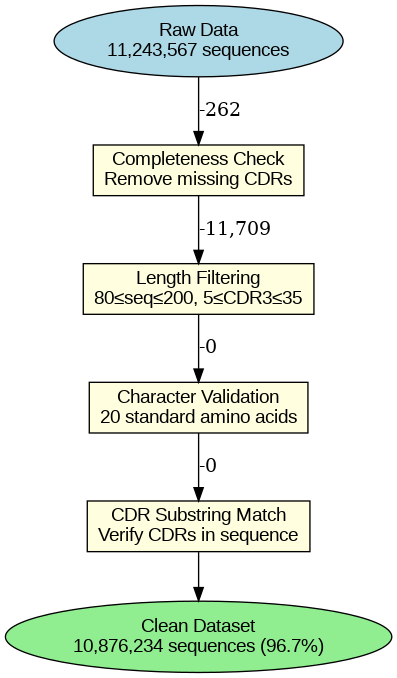 Raw Data
11,243,567 sequences
-262
Completeness Check
Remove missing CDRs
-11,709
Length Filtering
80≤seq≤200, 5≤CDR3≤35
-0
Character Validation
20 standard amino acids
-0
CDR Substring Match
Verify CDRs in sequence
Clean Dataset
10,876,234 sequences (96.7%)